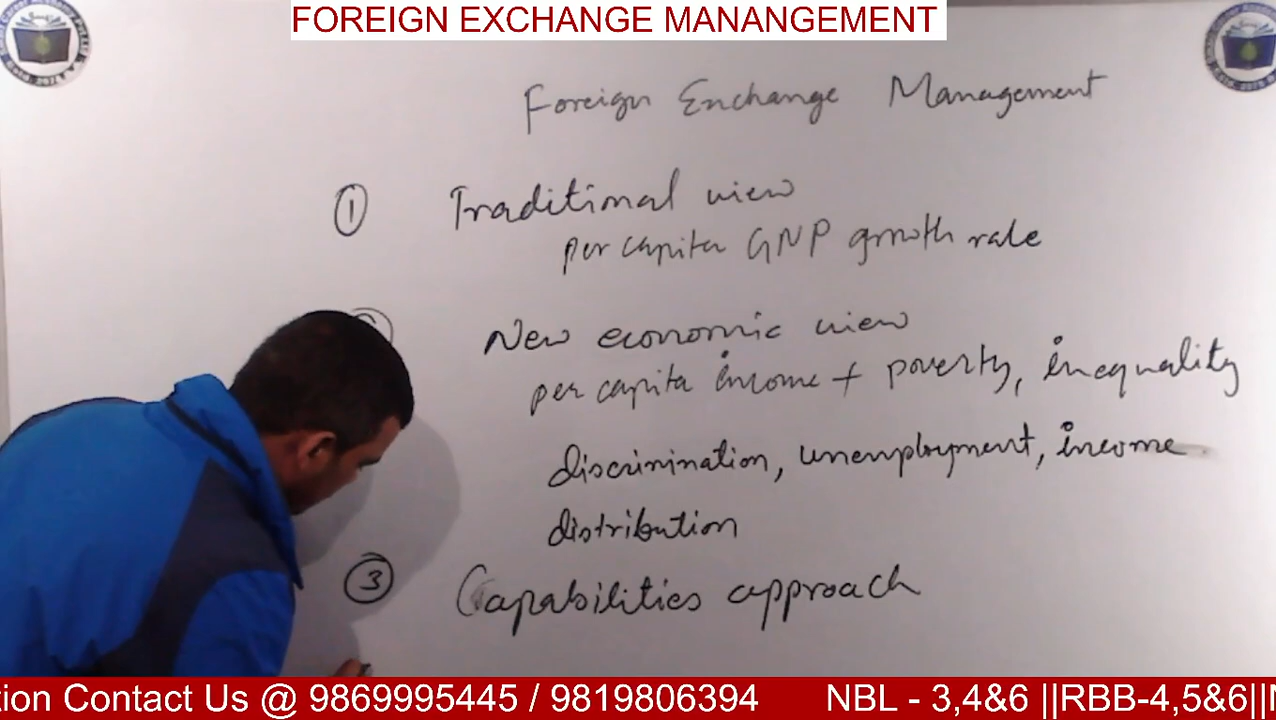 FOREIGN EXCHANGE MANANGEMENT
Foreign Exchange Management
① Traditional view
per capita GNP growth rate
New economic view
per capita income + poverty, inequality
discrimination, unemployment, income
distribution
③ Capabilities approach
tion Contact Us @ 9869995445 / 9819806394 NBL - 3,4&6 ||RBB-4,5&6||N